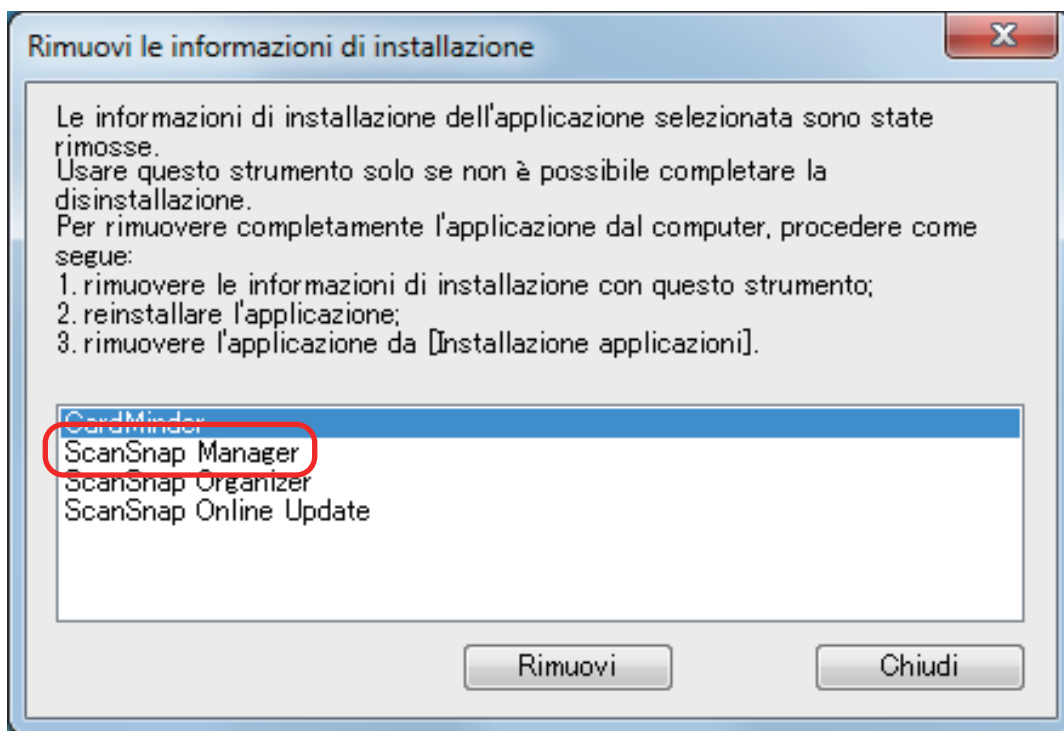 Rimuovi le informazioni di installazione
Le informazioni di installazione dell'applicazione selezionata sono state
rimosse.
Usare questo strumento solo se non è possibile completare la
disinstallazione.
Per rimuovere completamente l'applicazione dal computer, procedere come
segue:
1. rimuovere le informazioni di installazione con questo strumento;
2. reinstallare l'applicazione;
3. rimuovere l'applicazione da [Installazione applicazioni].
CardMinder
ScanSnap Manager
ScanSnap Organizer
ScanSnap Online Update
Rimuovi
Chiudi